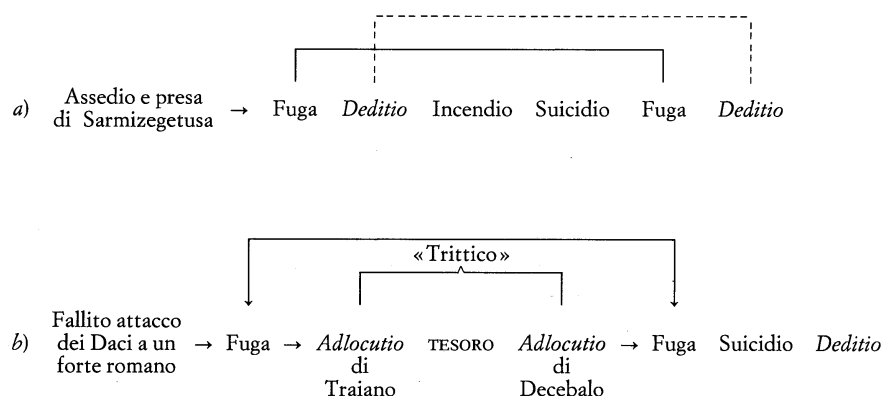 a) Assedio e presa
di Sarmizegetusa → Fuga Deditio Incendio Suicidio Fuga Deditio
«Trittico»
b) Fallito attacco
dei Daci a un
forte romano → Fuga → Adlocutio
di
Traiano TESORO Adlocutio
di
Decebalo → Fuga Suicidio Deditio